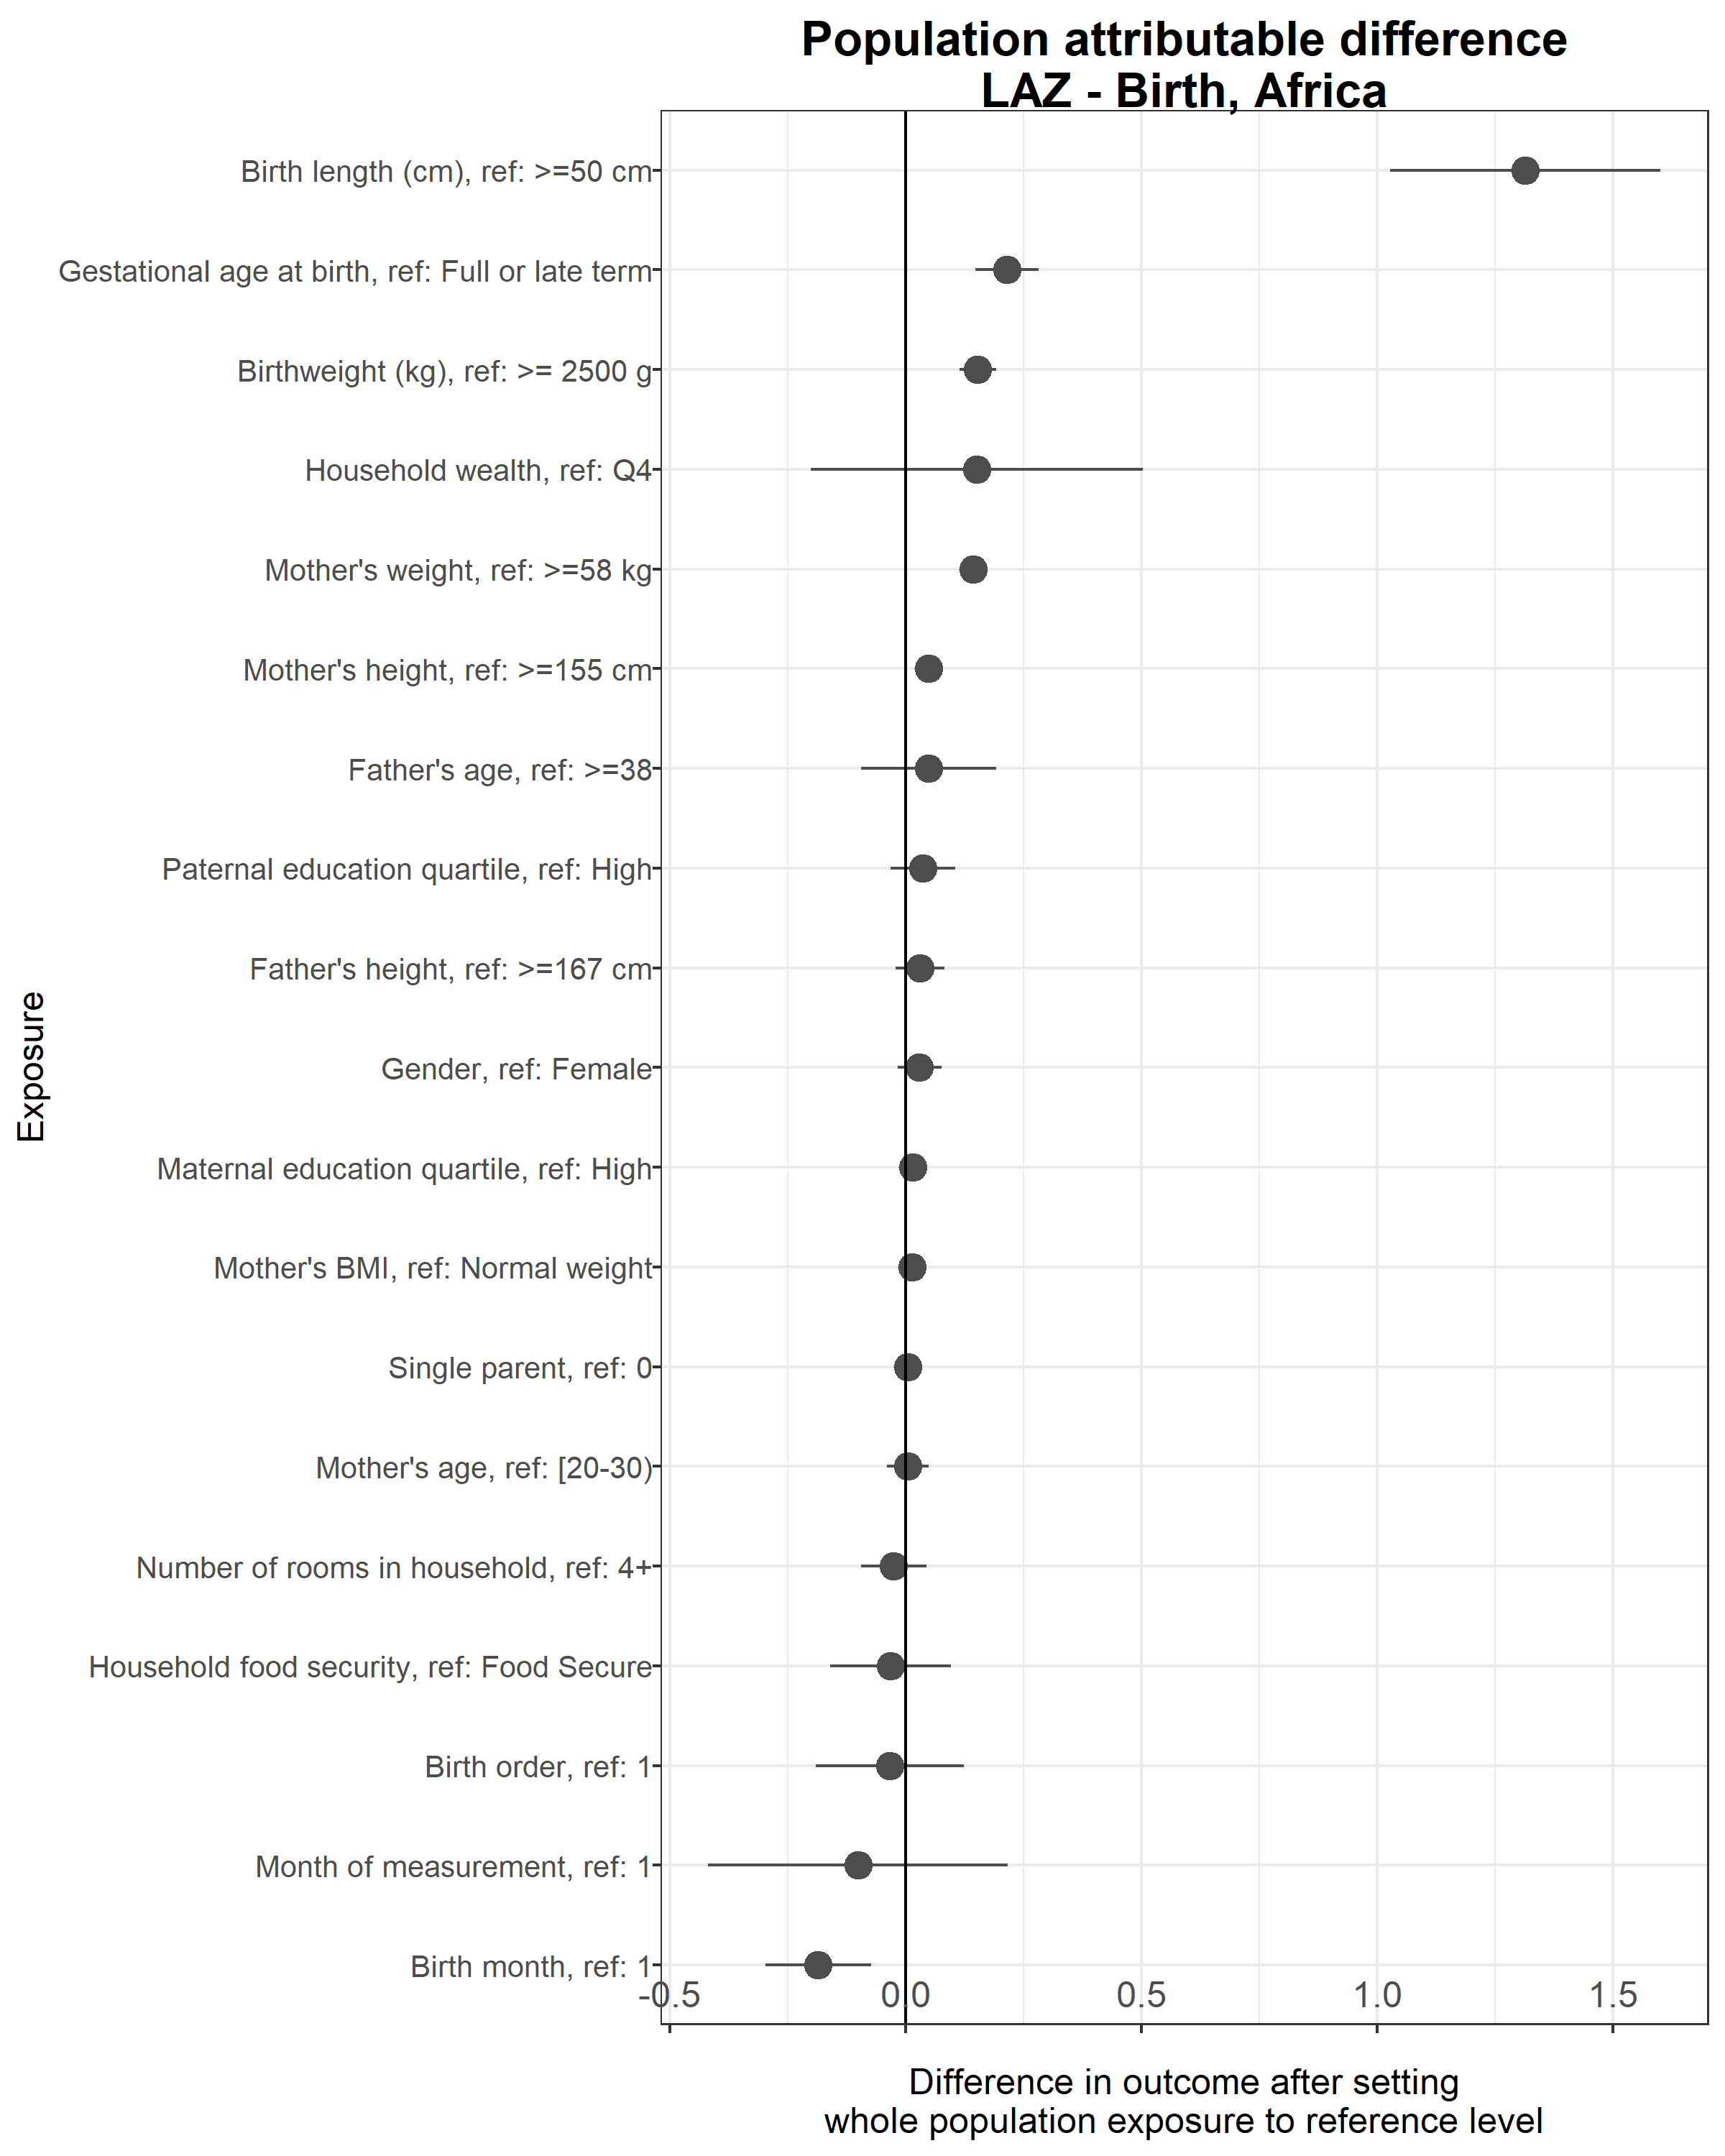 Population attributable difference
LAZ - Birth, Africa
Birth length (cm), ref: >=50 cm
Gestational age at birth, ref: Full or late term
Birthweight (kg), ref: >= 2500 g
Household wealth, ref: Q4
Mother's weight, ref: >=58 kg
Mother's height, ref: >=155 cm
Father's age, ref: >=38
Paternal education quartile, ref: High
Father's height, ref: >=167 cm
Gender, ref: Female
Maternal education quartile, ref: High
Mother's BMI, ref: Normal weight
Single parent, ref: 0
Mother's age, ref: [20-30)
Number of rooms in household, ref: 4+
Household food security, ref: Food Secure
Birth order, ref: 1
Month of measurement, ref: 1
Birth month, ref: 1
Exposure
-0.5 0.0 0.5 1.0 1.5
Difference in outcome after setting
whole population exposure to reference level